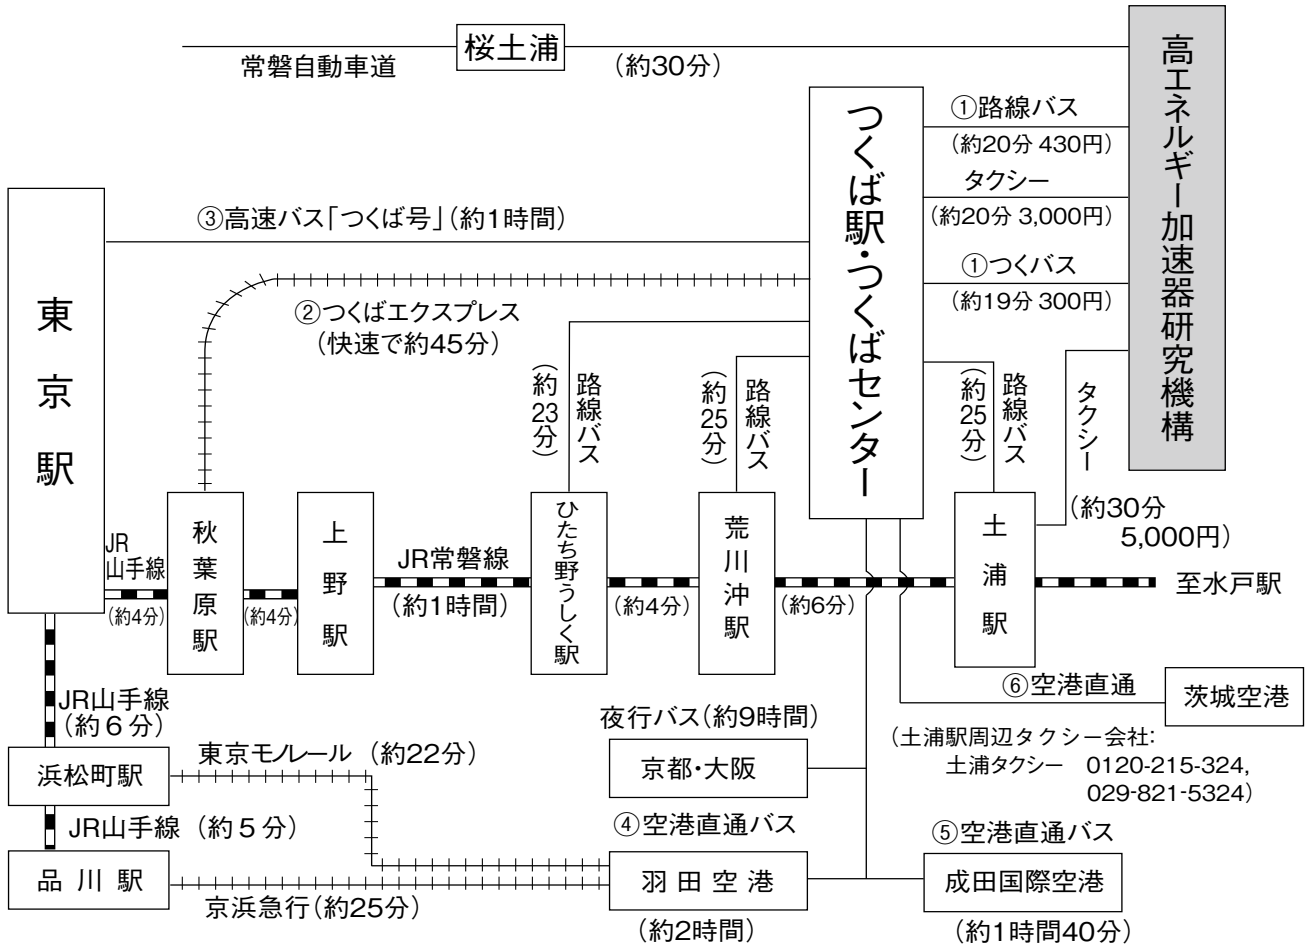 桜土浦
常磐自動車道
(約30分)
高エネルギー加速器研究機構
つくば駅・つくばセンター
①路線バス
(約20分 430円)
タクシー
(約20分 3,000円)
①つくバス
(約19分 300円)
東京駅
③高速バス「つくば号」(約1時間)
②つくばエクスプレス
(快速で約45分)
路線バス
(約23分)
路線バス
(約25分)
路線バス
(約25分)
タクシー
(約30分
5,000円)
JR
山手線
(約4分)
秋葉原駅
(約4分)
上野駅
JR常磐線
(約1時間)
ひたち野うしく駅
(約4分)
荒川沖駅
(約6分)
土浦駅
至水戸駅
JR山手線
(約6分)
⑥空港直通
茨城空港
夜行バス(約9時間)
京都・大阪
(土浦駅周辺タクシー会社:
土浦タクシー 0120-215-324,
029-821-5324)
浜松町駅
東京モノレール (約22分)
JR山手線 (約5分)
④空港直通バス
⑤空港直通バス
品川駅
京浜急行(約25分)
羽田空港
(約2時間)
成田国際空港
(約1時間40分)